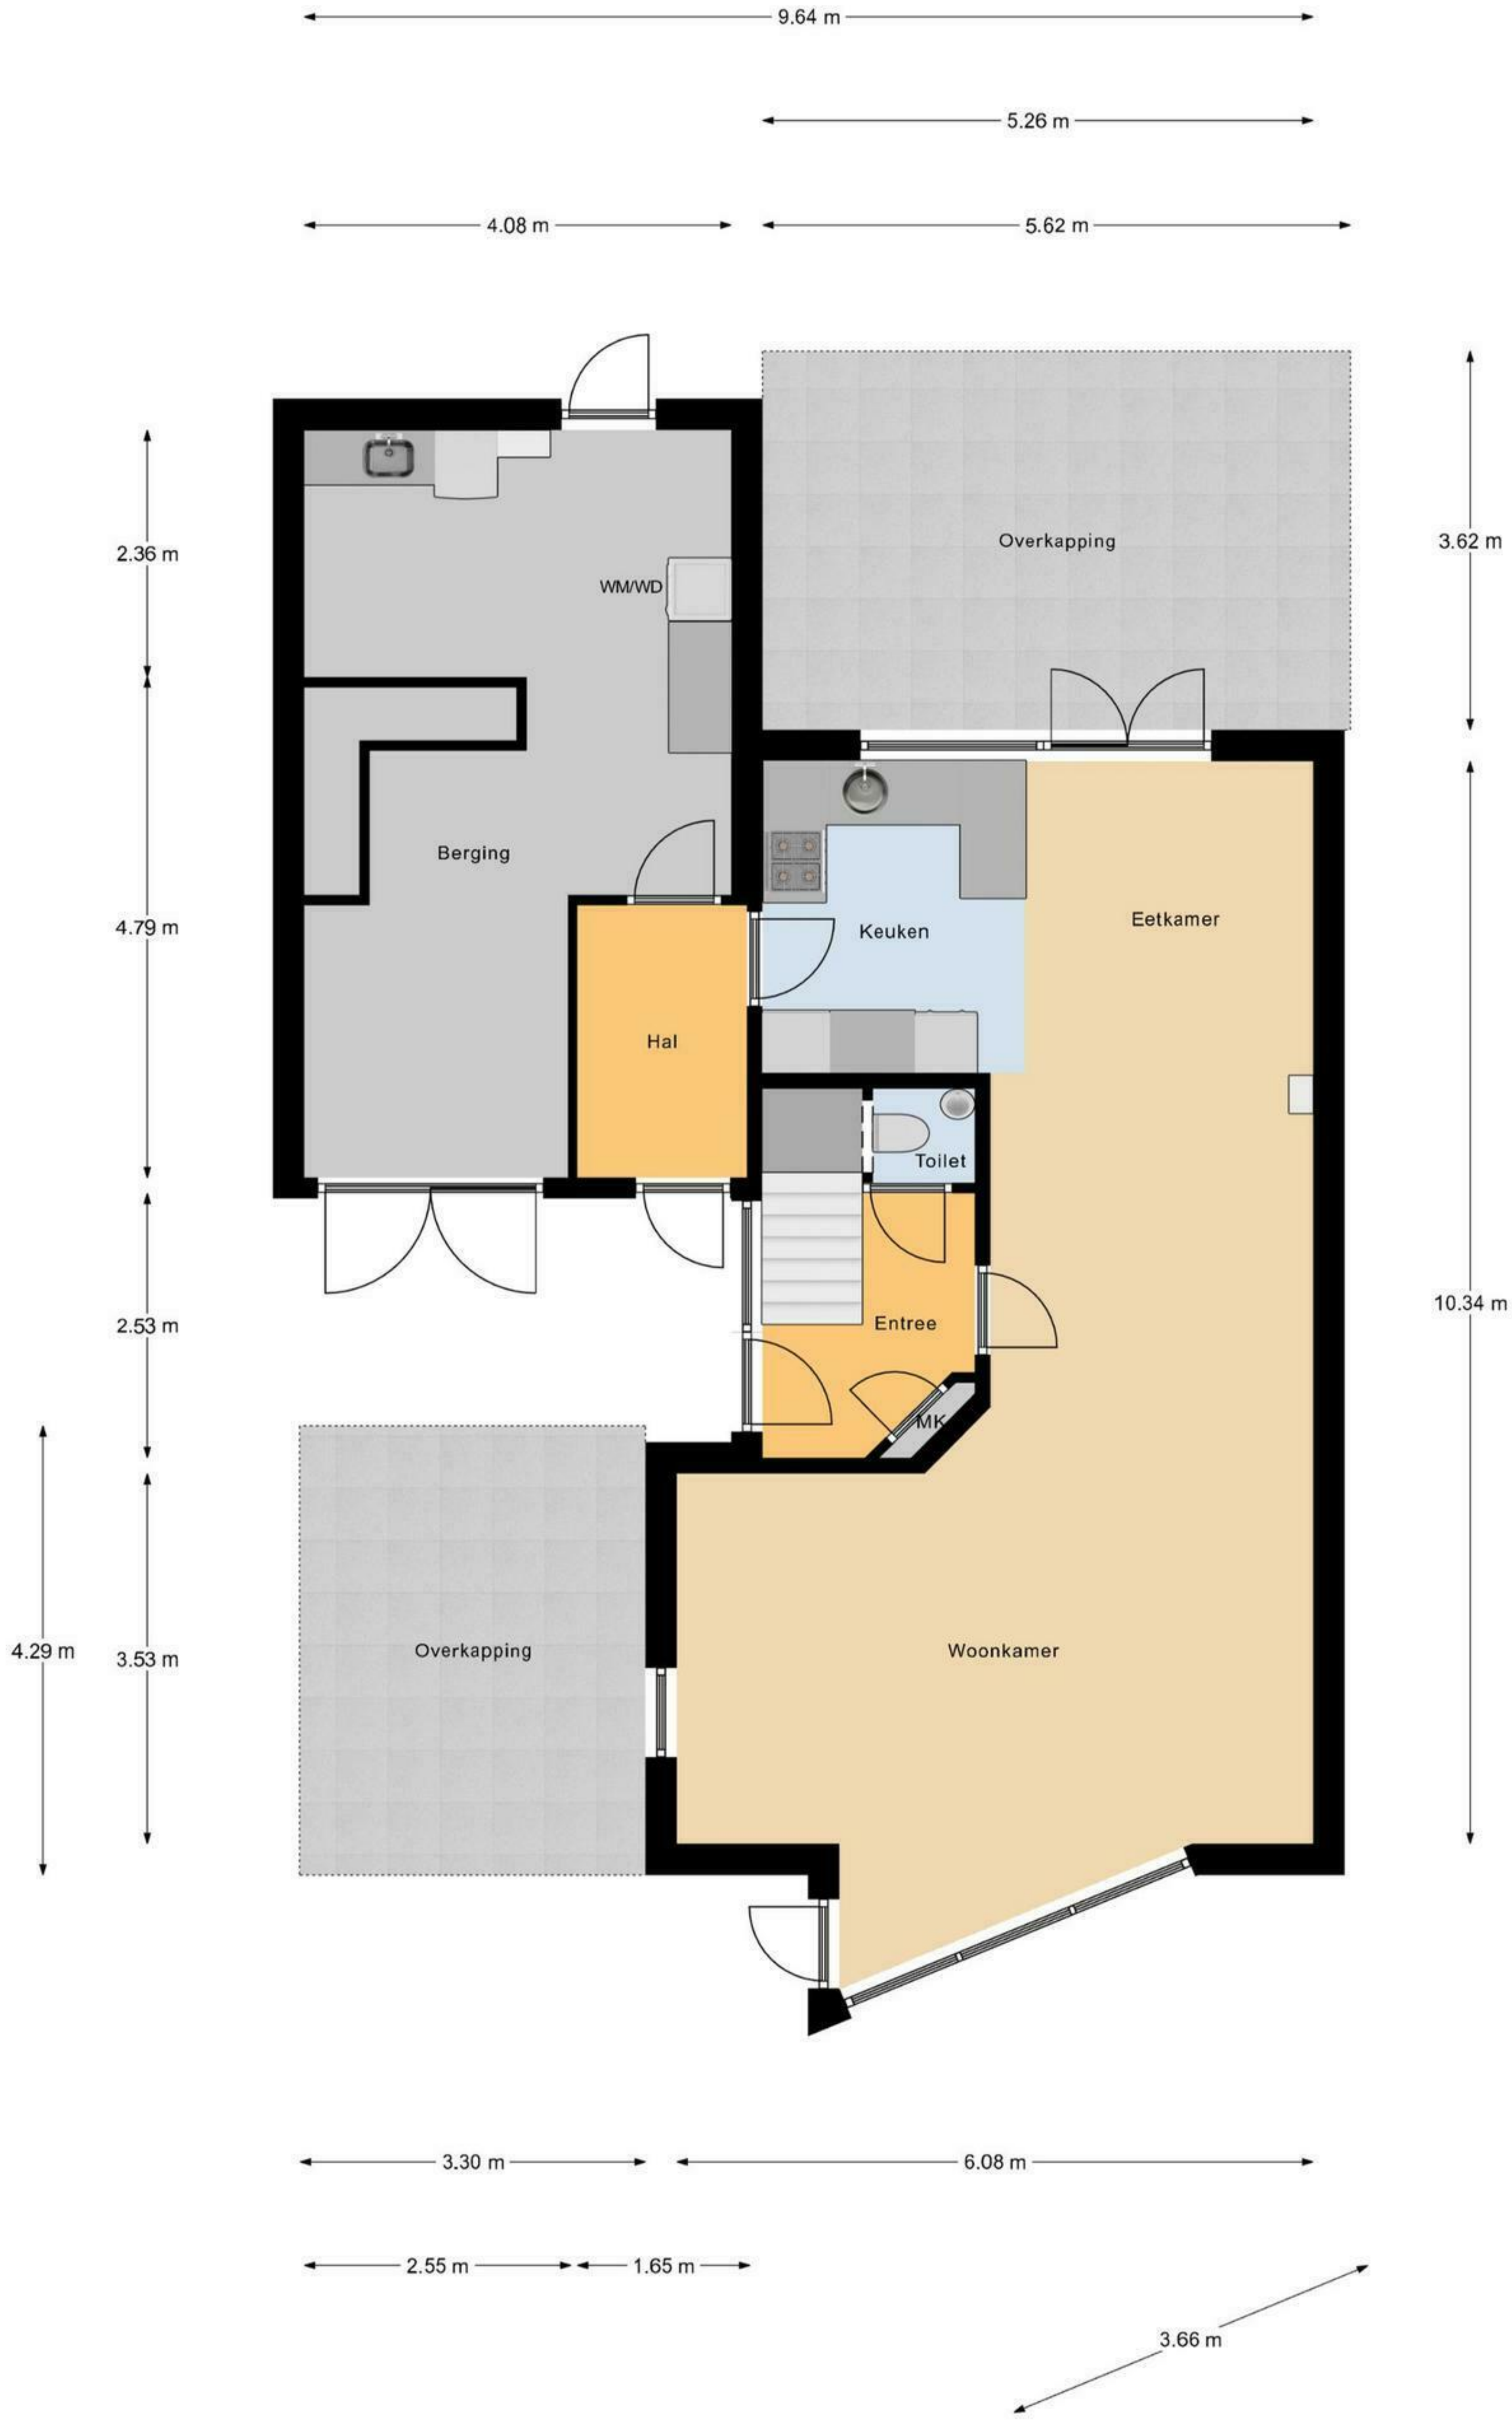 9.64 m
5.26 m
4.08 m
5.62 m
2.36 m
WM/WD
Overkapping
3.62 m
Berging
4.79 m
Keuken
Eetkamer
Hal
Toilet
2.53 m
Entree
10.34 m
MK
4.29 m
3.53 m
Overkapping
Woonkamer
3.30 m
6.08 m
2.55 m
1.65 m
3.66 m